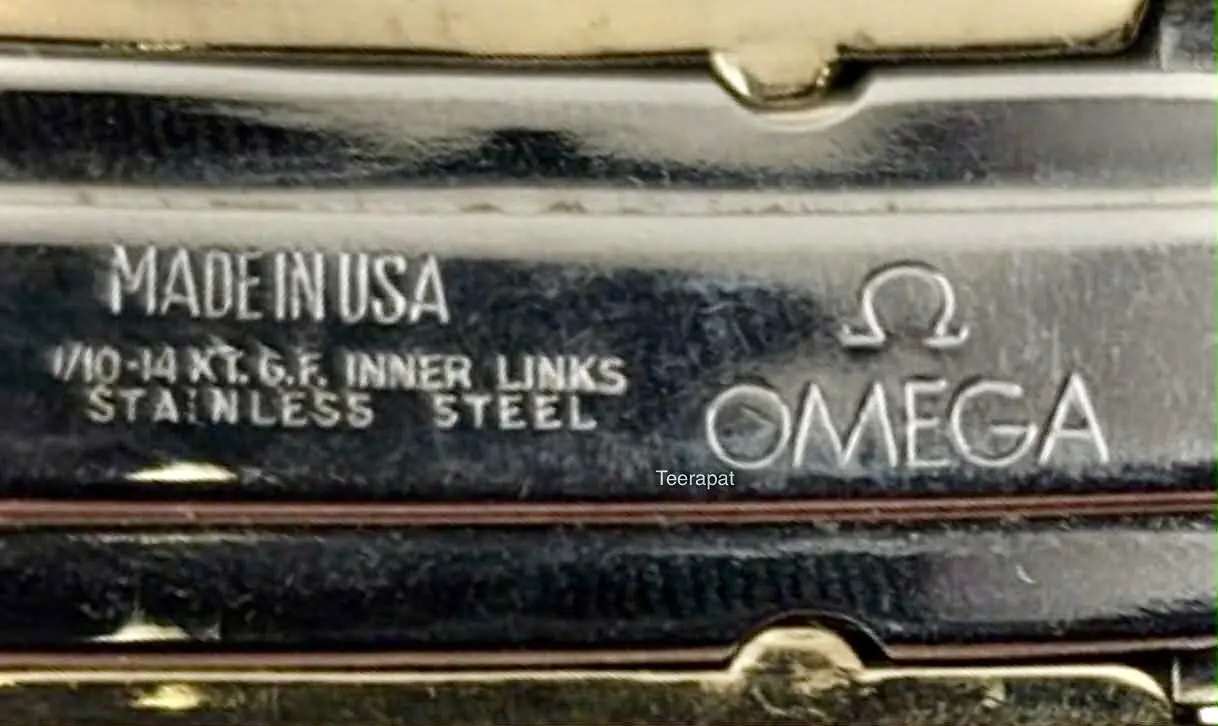 MADE IN USA
1/10-14 KT. G.F. INNER LINKS
STAINLESS STEEL
Ω
OMEGA
Teerapat